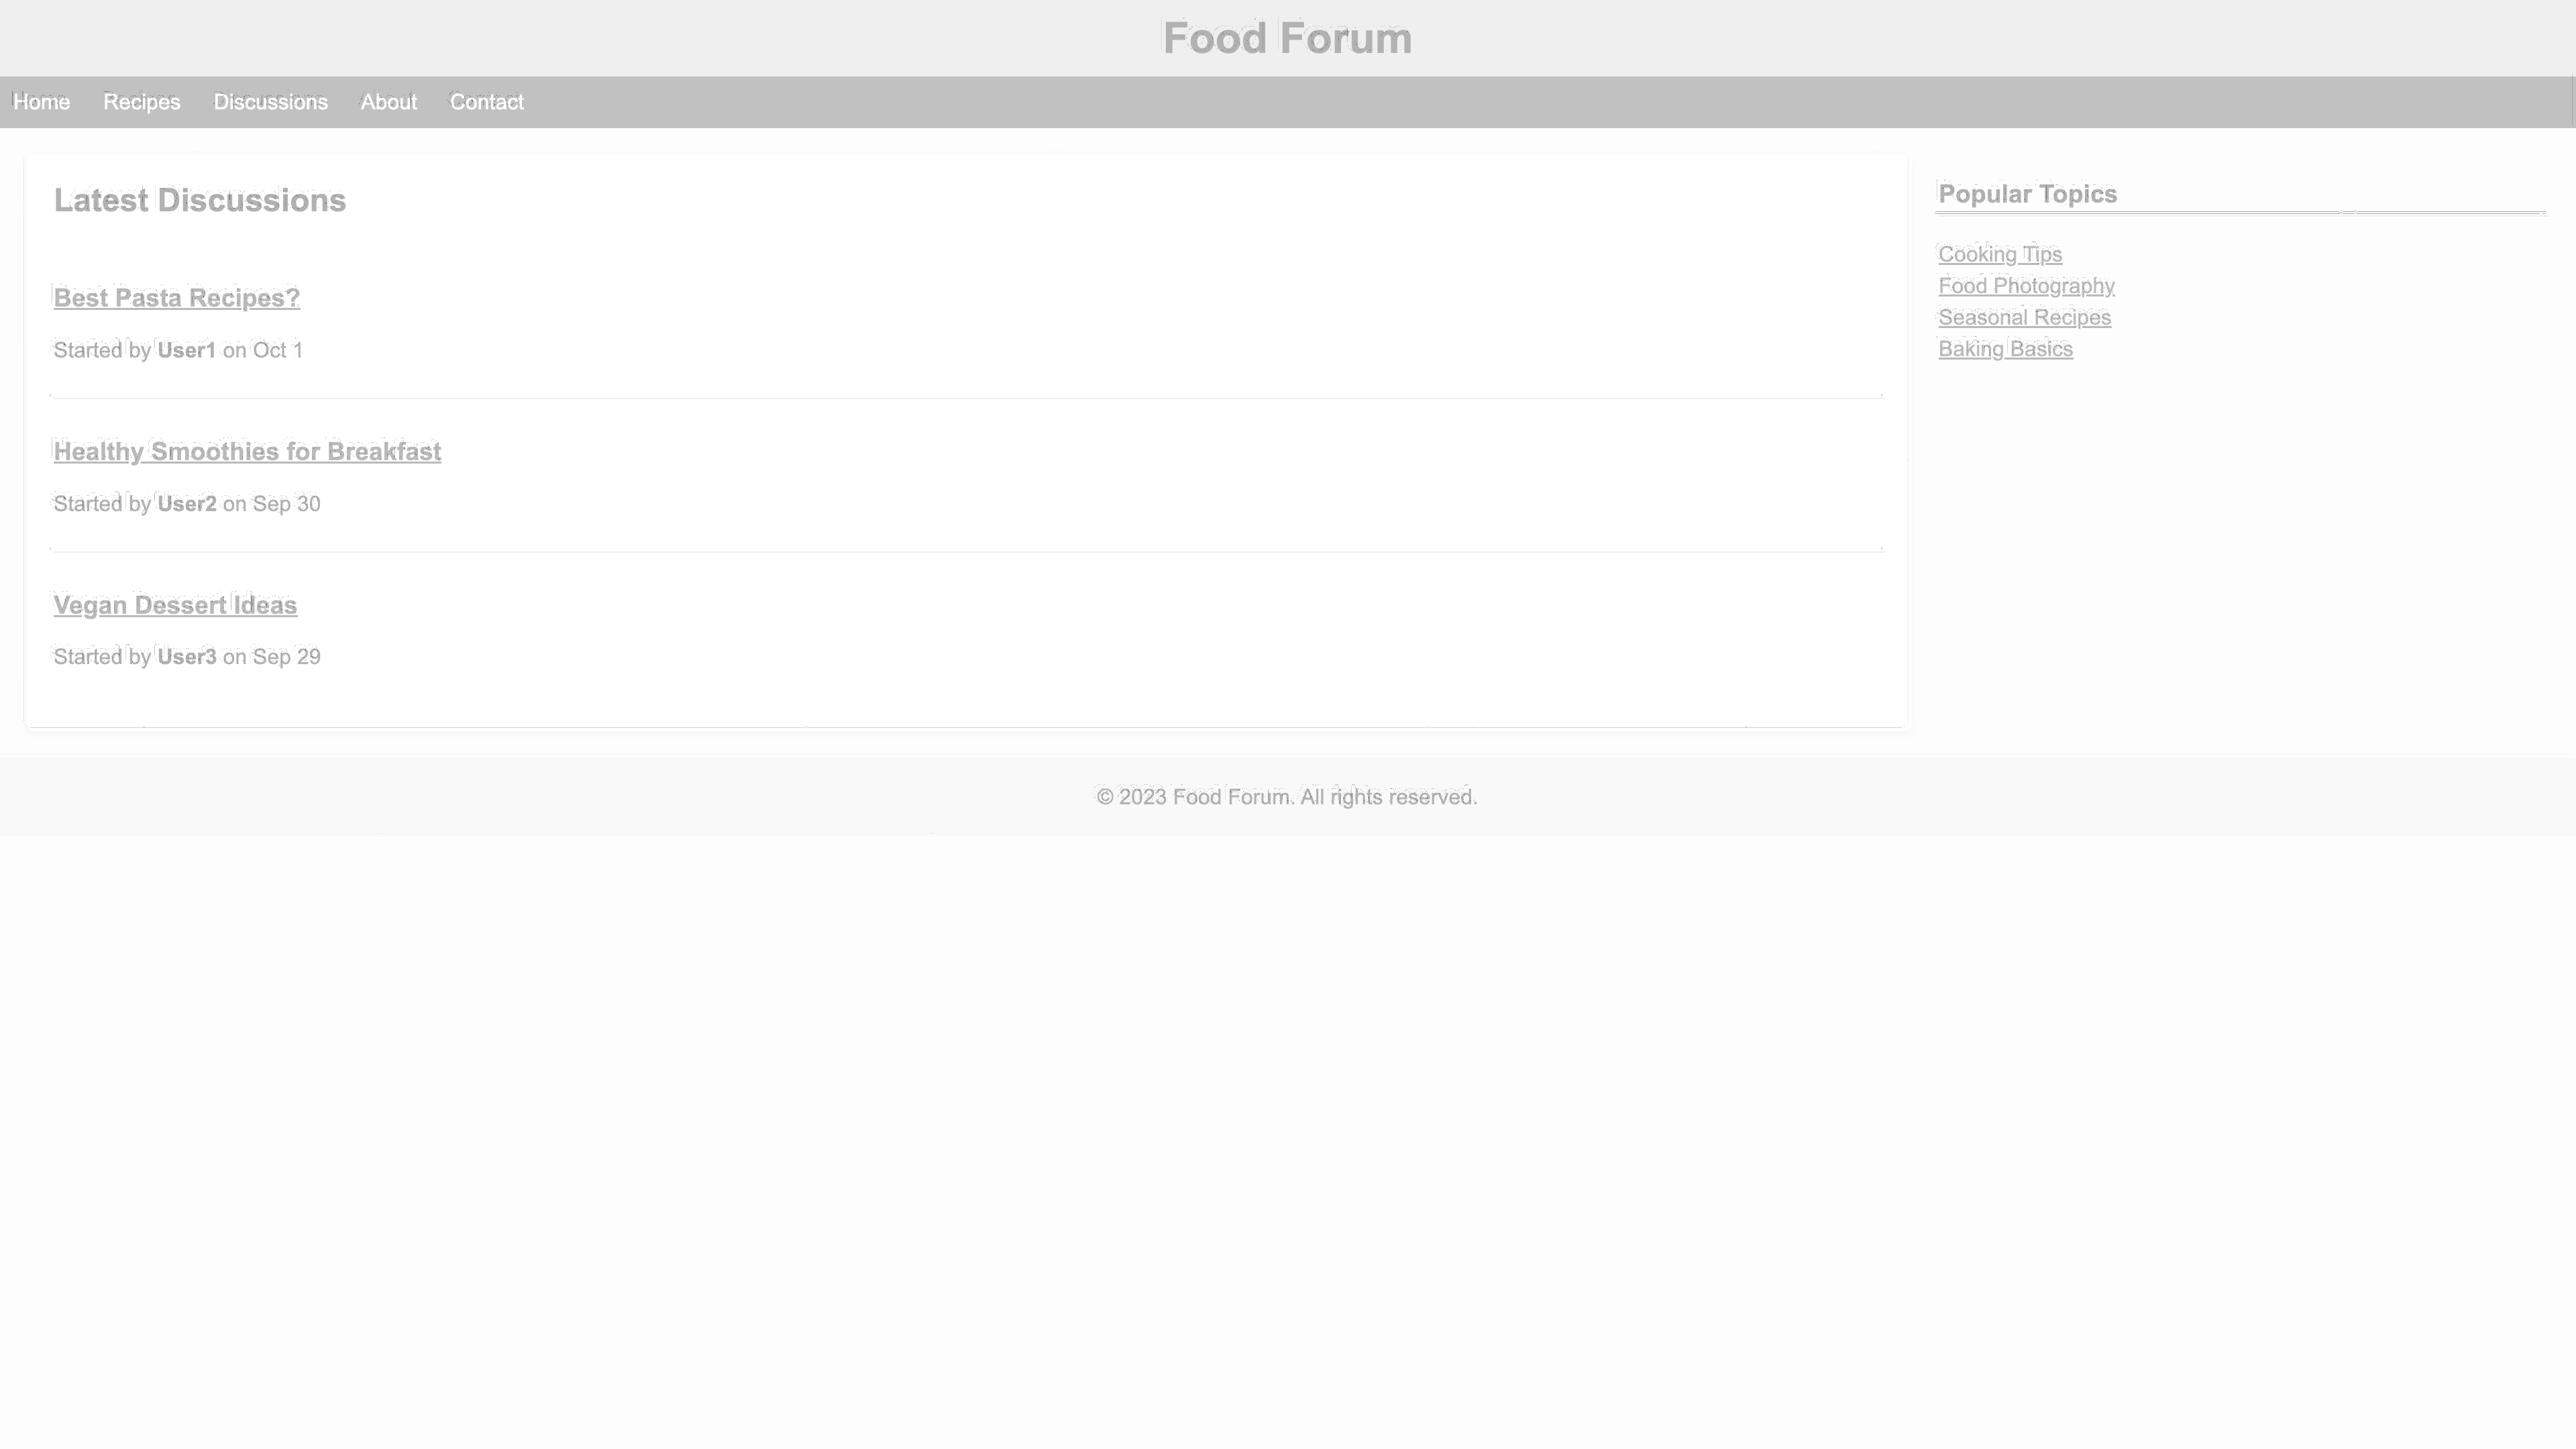 Food Forum
Home Recipes Discussions About Contact
Latest Discussions
Best Pasta Recipes?
Started by User1 on Oct 1
Healthy Smoothies for Breakfast
Started by User2 on Sep 30
Vegan Dessert Ideas
Started by User3 on Sep 29
Popular Topics
Cooking Tips
Food Photography
Seasonal Recipes
Baking Basics
© 2023 Food Forum. All rights reserved.